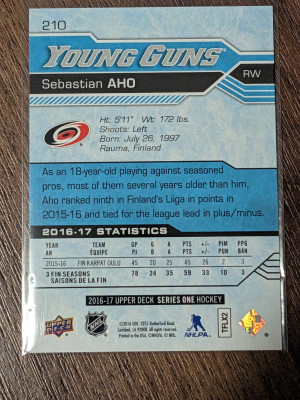 210
YOUNG GUNS
Sebastian AHO
RW
Ht: 5'11" Wt: 172 lbs.
Shoots: Left
Born: July 26, 1997
Rauma, Finland
As an 18-year-old playing against seasoned
pros, most of them several years older than him,
Aho ranked ninth in Finland's Liiga in points in
2015-16 and tied for the league lead in plus/minus.
2016-17 STATISTICS
YEAR TEAM GP G A PTS +/- PIM PPG
AN ÉQUIPE PJ B A PTS +/- PUN BAN
2015-16 FIN KARPAT OULU 45 20 25 45 26 2 3
3 FIN SEASONS 78 24 35 59 33 10 3
SAISONS DE LA FIN
2016-17 UPPER DECK SERIES ONE HOCKEY
UPPER DECK
NHL
NHLPA
TFLX2